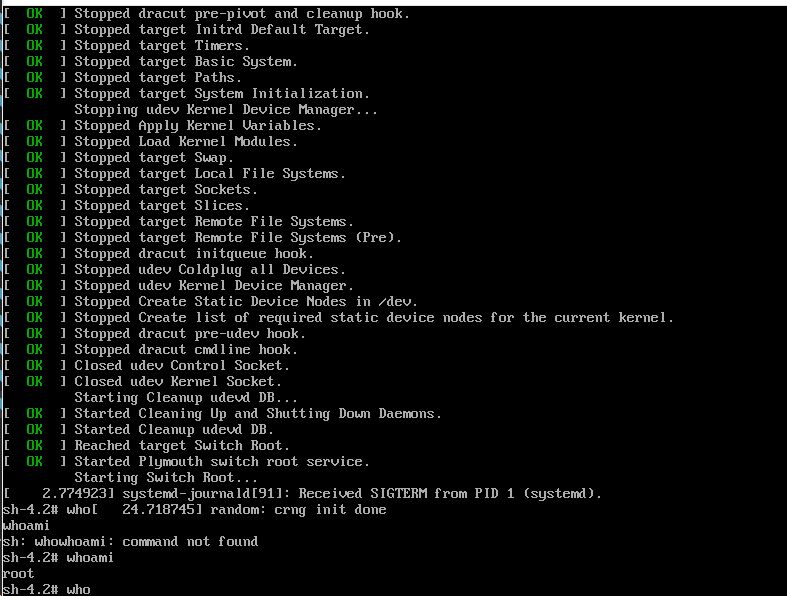 [  OK  ] Stopped dracut pre-pivot and cleanup hook.
[  OK  ] Stopped target Initrd Default Target.
[  OK  ] Stopped target Timers.
[  OK  ] Stopped target Basic System.
[  OK  ] Stopped target Paths.
[  OK  ] Stopped target System Initialization.
         Stopping udev Kernel Device Manager...
[  OK  ] Stopped Apply Kernel Variables.
[  OK  ] Stopped Load Kernel Modules.
[  OK  ] Stopped target Swap.
[  OK  ] Stopped target Local File Systems.
[  OK  ] Stopped target Sockets.
[  OK  ] Stopped target Slices.
[  OK  ] Stopped target Remote File Systems.
[  OK  ] Stopped target Remote File Systems (Pre).
[  OK  ] Stopped dracut initqueue hook.
[  OK  ] Stopped udev Coldplug all Devices.
[  OK  ] Stopped udev Kernel Device Manager.
[  OK  ] Stopped Create Static Device Nodes in /dev.
[  OK  ] Stopped Create list of required static device nodes for the current kernel.
[  OK  ] Stopped dracut pre-udev hook.
[  OK  ] Stopped dracut cmdline hook.
[  OK  ] Closed udev Control Socket.
[  OK  ] Closed udev Kernel Socket.
         Starting Cleanup udevd DB...
[  OK  ] Started Cleaning Up and Shutting Down Daemons.
[  OK  ] Started Cleanup udevd DB.
[  OK  ] Reached target Switch Root.
[  OK  ] Started Plymouth switch root service.
         Starting Switch Root...
[    2.774923] systemd-journald[91]: Received SIGTERM from PID 1 (systemd).
sh-4.2# who[   24.718745] random: crng init done
whoami
sh: whowhoami: command not found
sh-4.2# whoami
root
sh-4.2# who